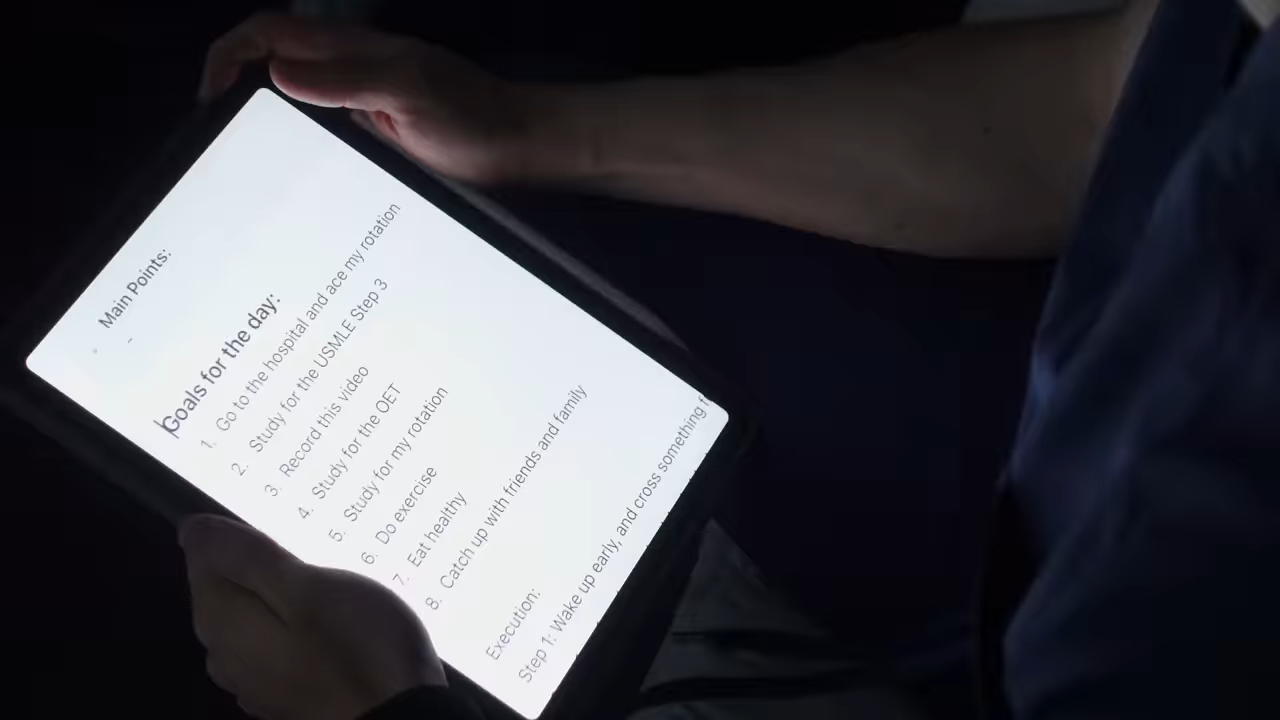 Main Points:
Goals for the day:
1. Go to the hospital and ace my rotation
2. Study for the USMLE Step 3
3. Record this video
4. Study for the OET
5. Study for my rotation
6. Do exercise
7. Eat healthy
8. Catch up with friends and family
Execution:
Step 1: Wake up early, and cross something